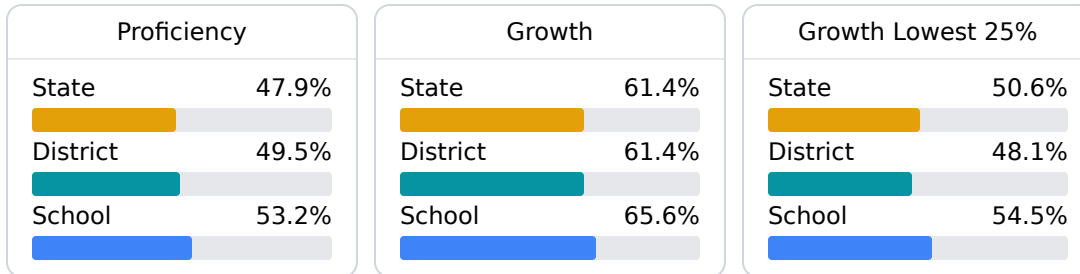 Proficiency
State 47.9%
District 49.5%
School 53.2%
Growth
State 61.4%
District 61.4%
School 65.6%
Growth Lowest 25%
State 50.6%
District 48.1%
School 54.5%